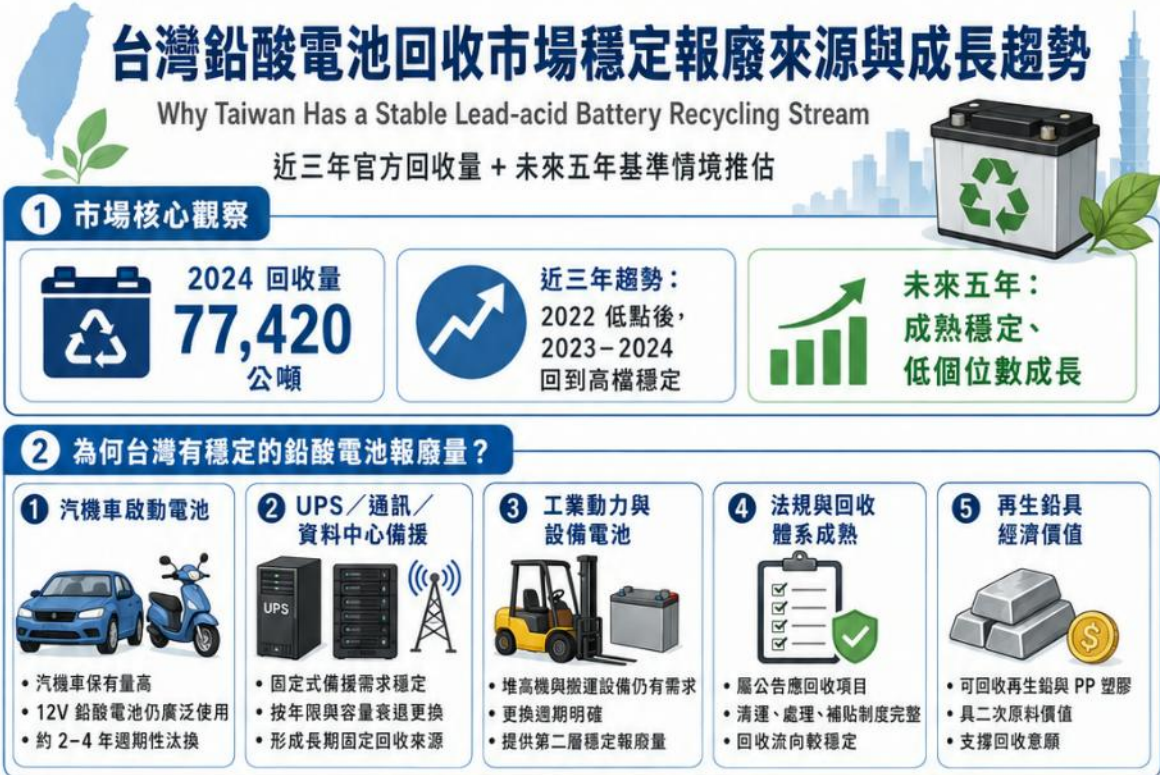 台灣鉛酸電池回收市場穩定報廢來源與成長趨勢
Why Taiwan Has a Stable Lead-acid Battery Recycling Stream
近三年官方回收量 + 未來五年基準情境推估
1 市場核心觀察
2024 回收量
77,420
公噸
近三年趨勢：
2022 低點後，
2023–2024
回到高檔穩定
未來五年：
成熟穩定、
低個位數成長
2 為何台灣有穩定的鉛酸電池報廢量？
1 汽機車啟動電池
• 汽機車保有量高
• 12V 鉛酸電池仍廣泛使用
• 約 2–4 年週期性汰換
2 UPS／通訊／
資料中心備援
UPS
• 固定式備援需求穩定
• 按年限與容量衰退更換
• 形成長期固定回收來源
3 工業動力與
設備電池
• 堆高機與搬運設備仍有需求
• 更換週期明確
• 提供第二層穩定報廢量
4 法規與回收
體系成熟
• 屬公告應回收項目
• 清運、處理、補貼制度完整
• 回收流向較穩定
5 再生鉛具
經濟價值
$
• 可回收再生鉛與 PP 塑膠
• 具二次原料價值
• 支撐回收意願